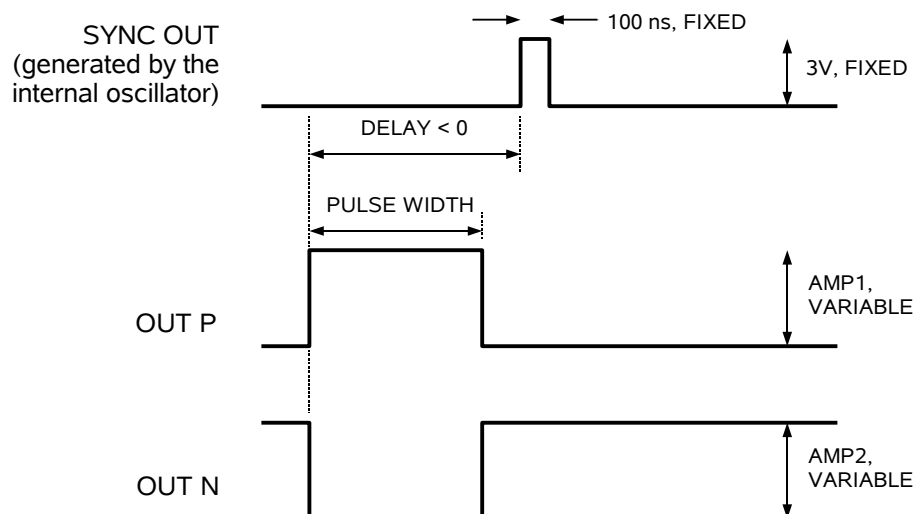 100 ns, FIXED
SYNC OUT
(generated by the
internal oscillator)
3V, FIXED
DELAY < 0
PULSE WIDTH
AMP1,
VARIABLE
OUT P
AMP2,
VARIABLE
OUT N